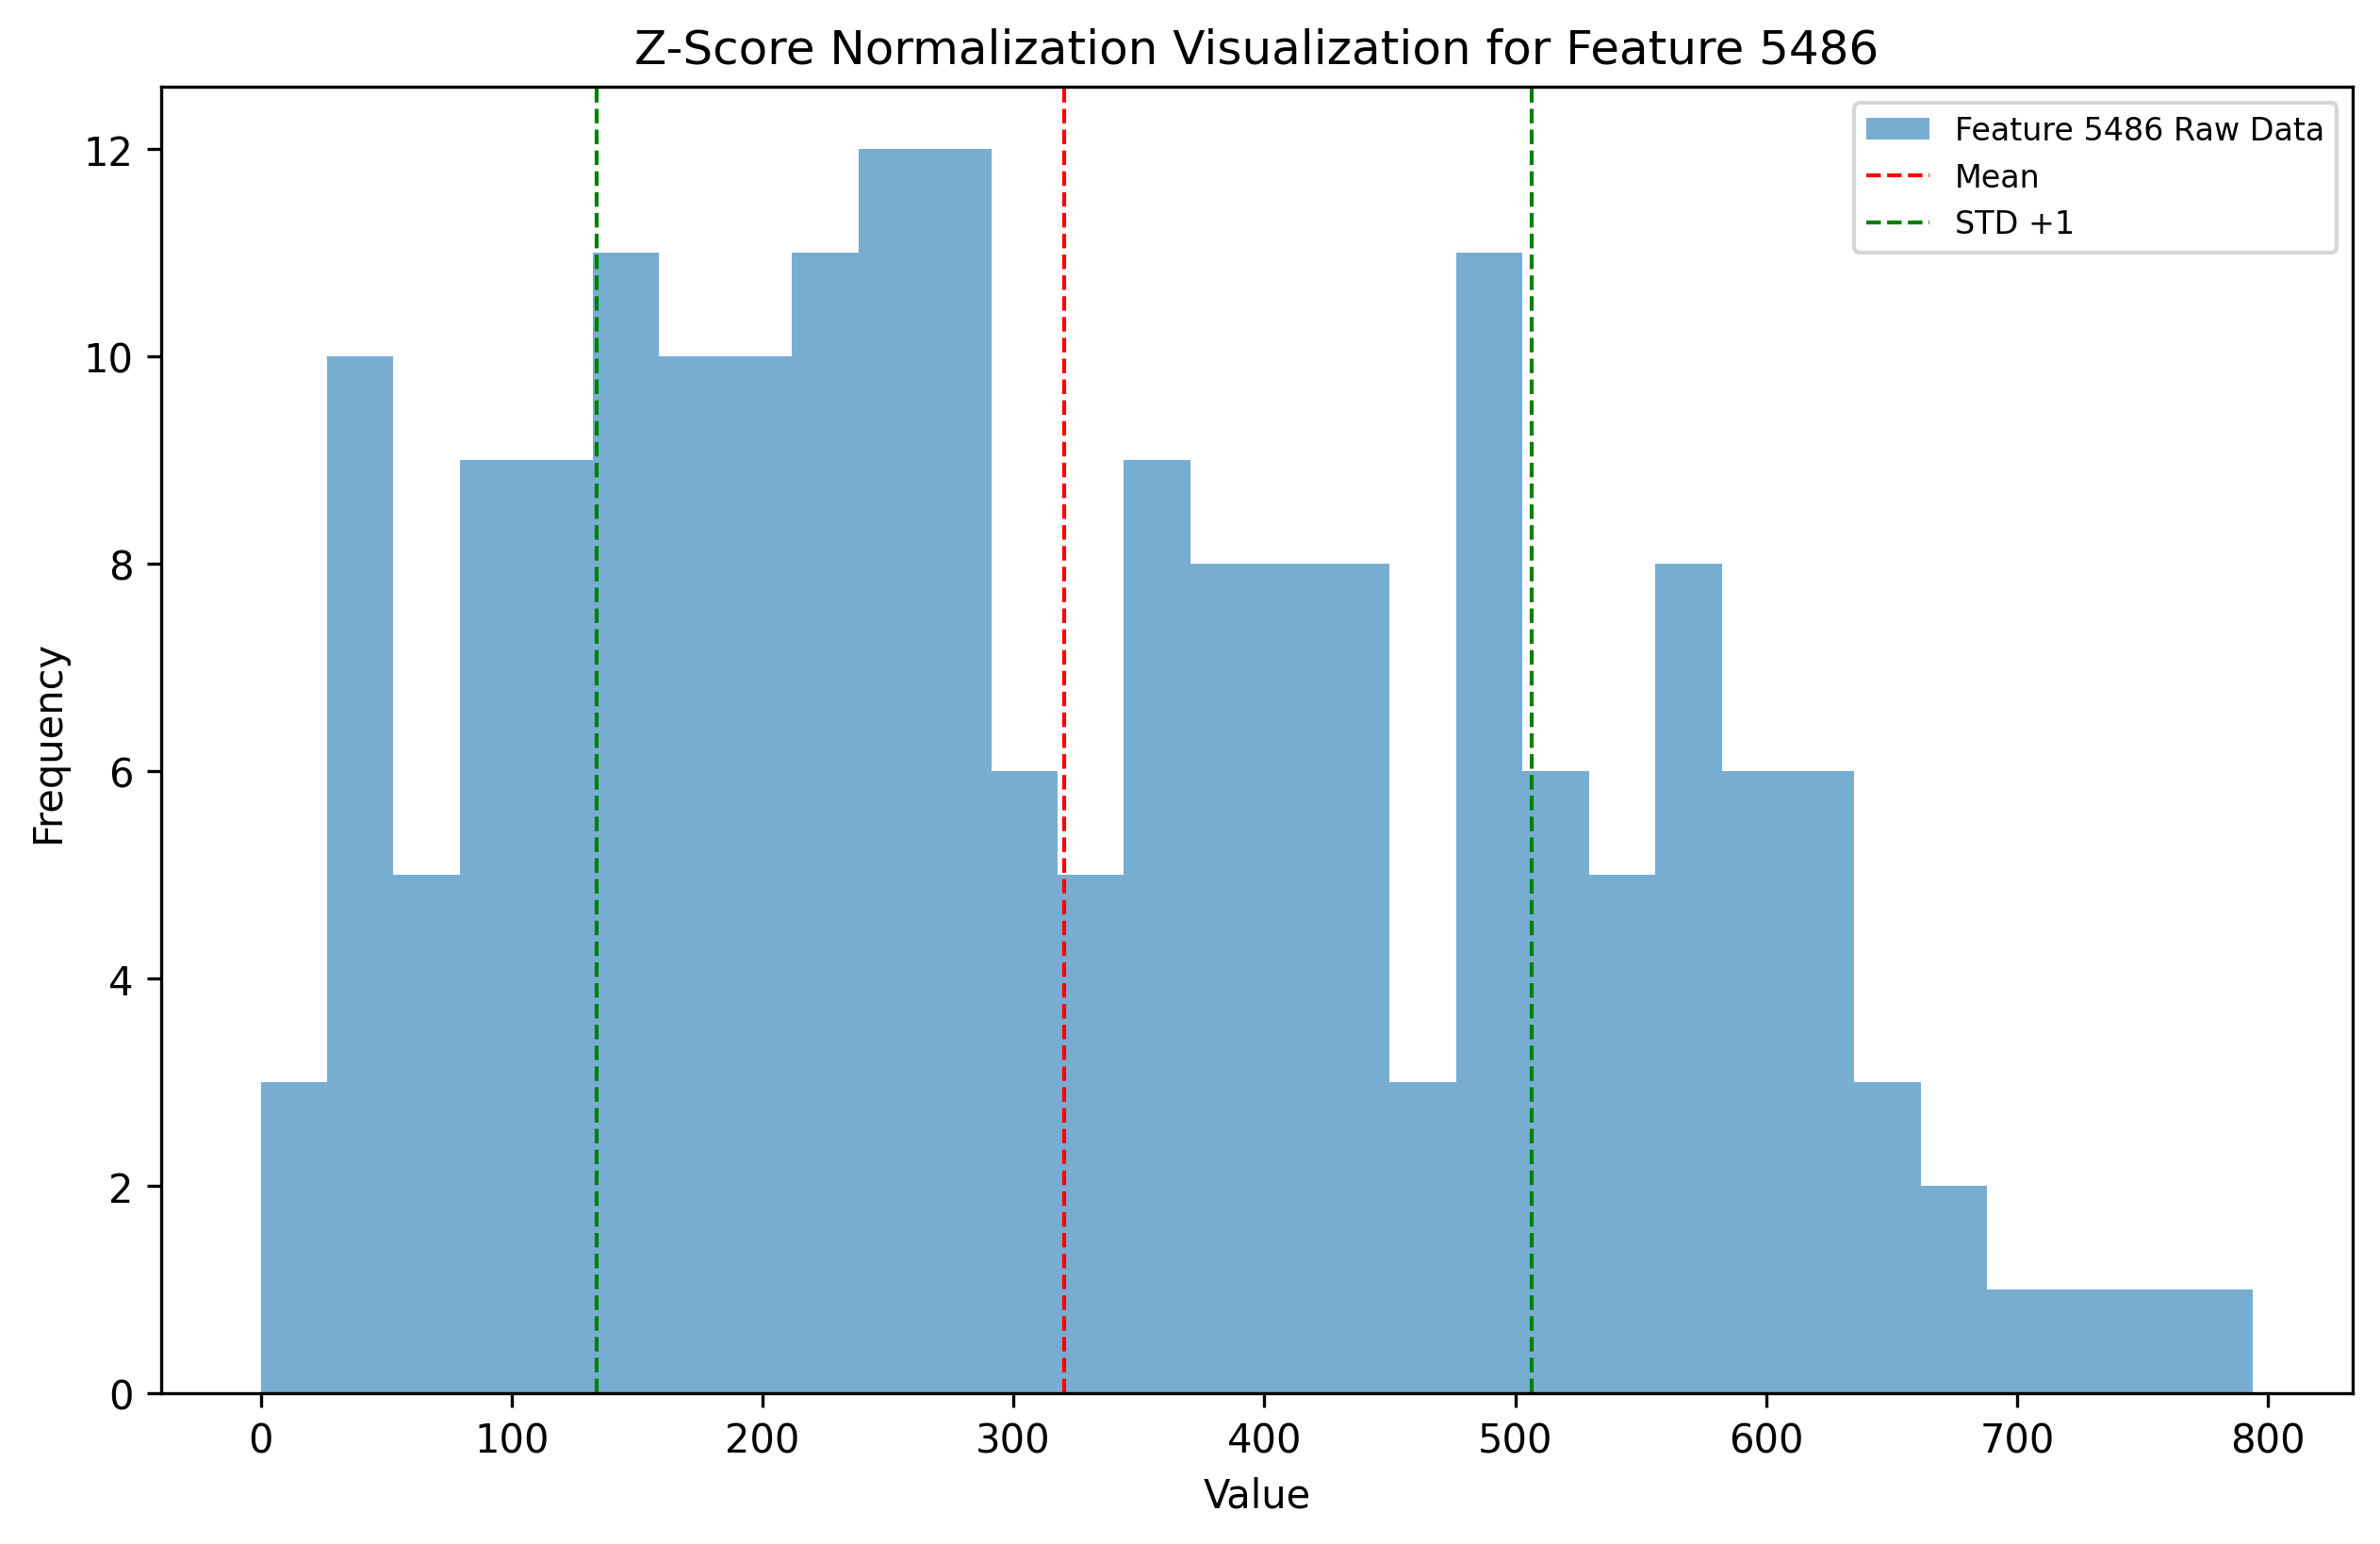 Z-Score Normalization Visualization for Feature 5486
Feature 5486 Raw Data
Mean
STD +1
12
10
8
6
4
2
0
Frequency
0 100 200 300 400 500 600 700 800
Value